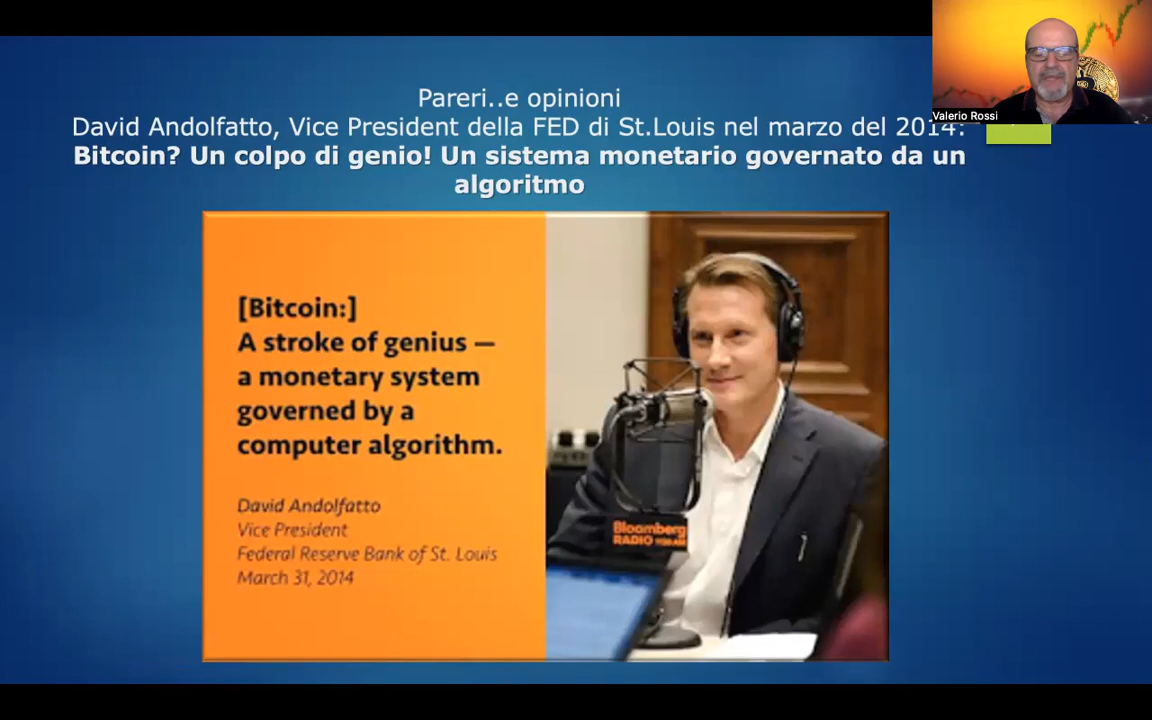 Pareri..e opinioni
David Andolfatto, Vice President della FED di St.Louis nel marzo del 2014:
Bitcoin? Un colpo di genio! Un sistema monetario governato da un
algoritmo
Valerio Rossi
[Bitcoin:]
A stroke of genius —
a monetary system
governed by a
computer algorithm.
David Andolfatto
Vice President
Federal Reserve Bank of St. Louis
March 31, 2014
Bloomberg
RADIO